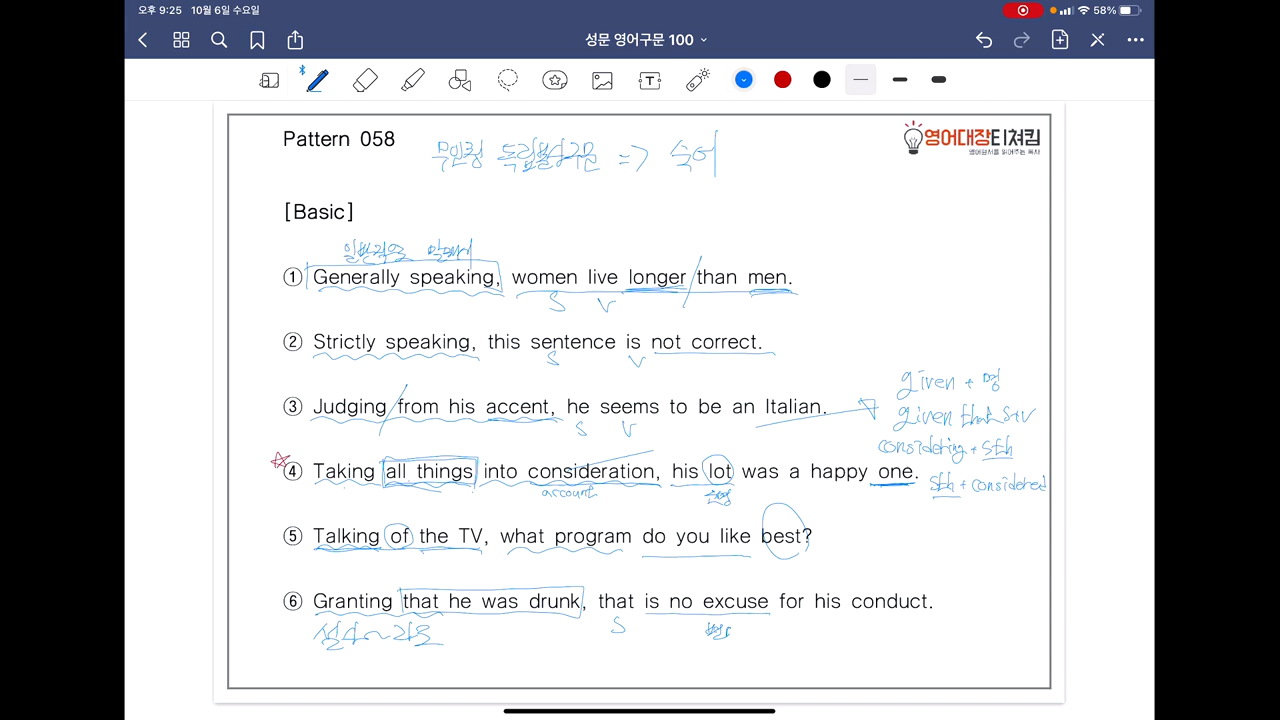 오후 9:25 10월 6일 수요일
58%
성문 영어구문 100
Pattern 058
무인칭 독립분사구문 => 숙어
영어대장티쳐킴
[Basic]
일반적으로 말해서
① Generally speaking, women live longer than men.
S V
② Strictly speaking, this sentence is not correct.
S V
given + 명
③ Judging from his accent, he seems to be an Italian.
given that S+V
S V
considering + sth
④ Taking all things into consideration, his lot was a happy one.
sth + considered
account
⑤ Talking of the TV, what program do you like best?
⑥ Granting that he was drunk, that is no excuse for his conduct.
설사~라도 S 변명